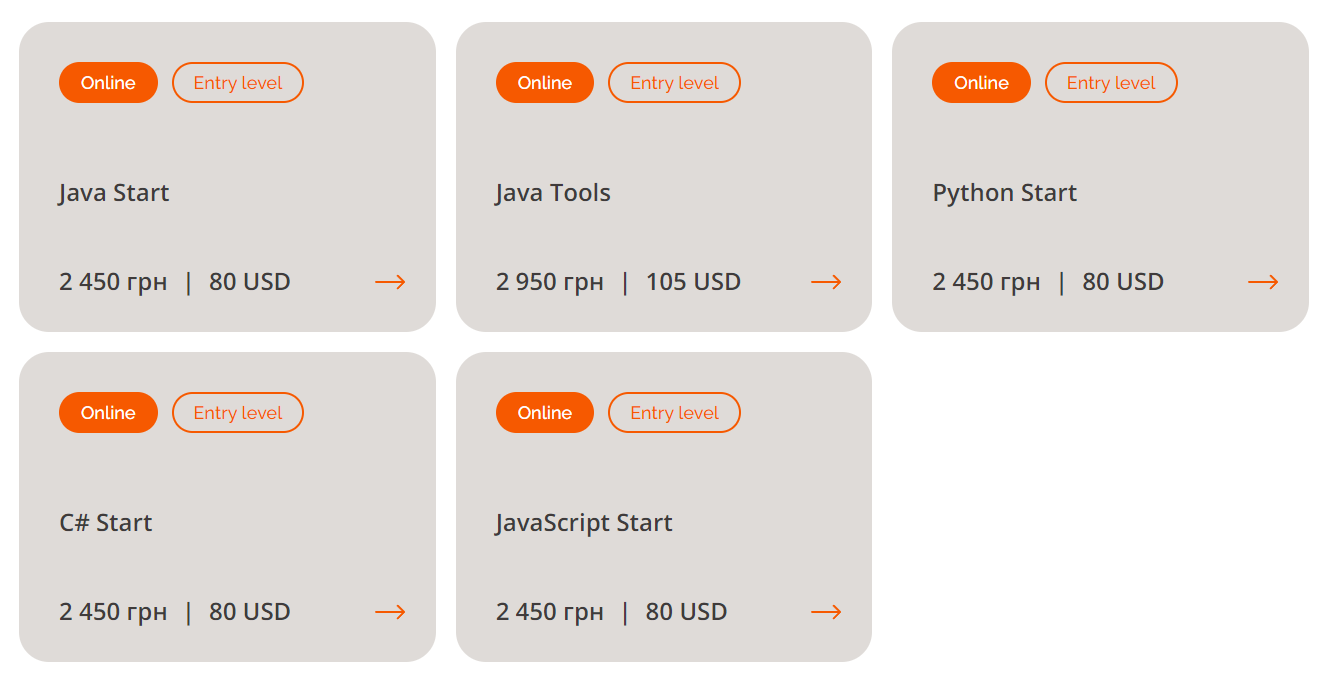 Online Entry level
Java Start
2 450 грн | 80 USD
Online Entry level
Java Tools
2 950 грн | 105 USD
Online Entry level
Python Start
2 450 грн | 80 USD
Online Entry level
C# Start
2 450 грн | 80 USD
Online Entry level
JavaScript Start
2 450 грн | 80 USD